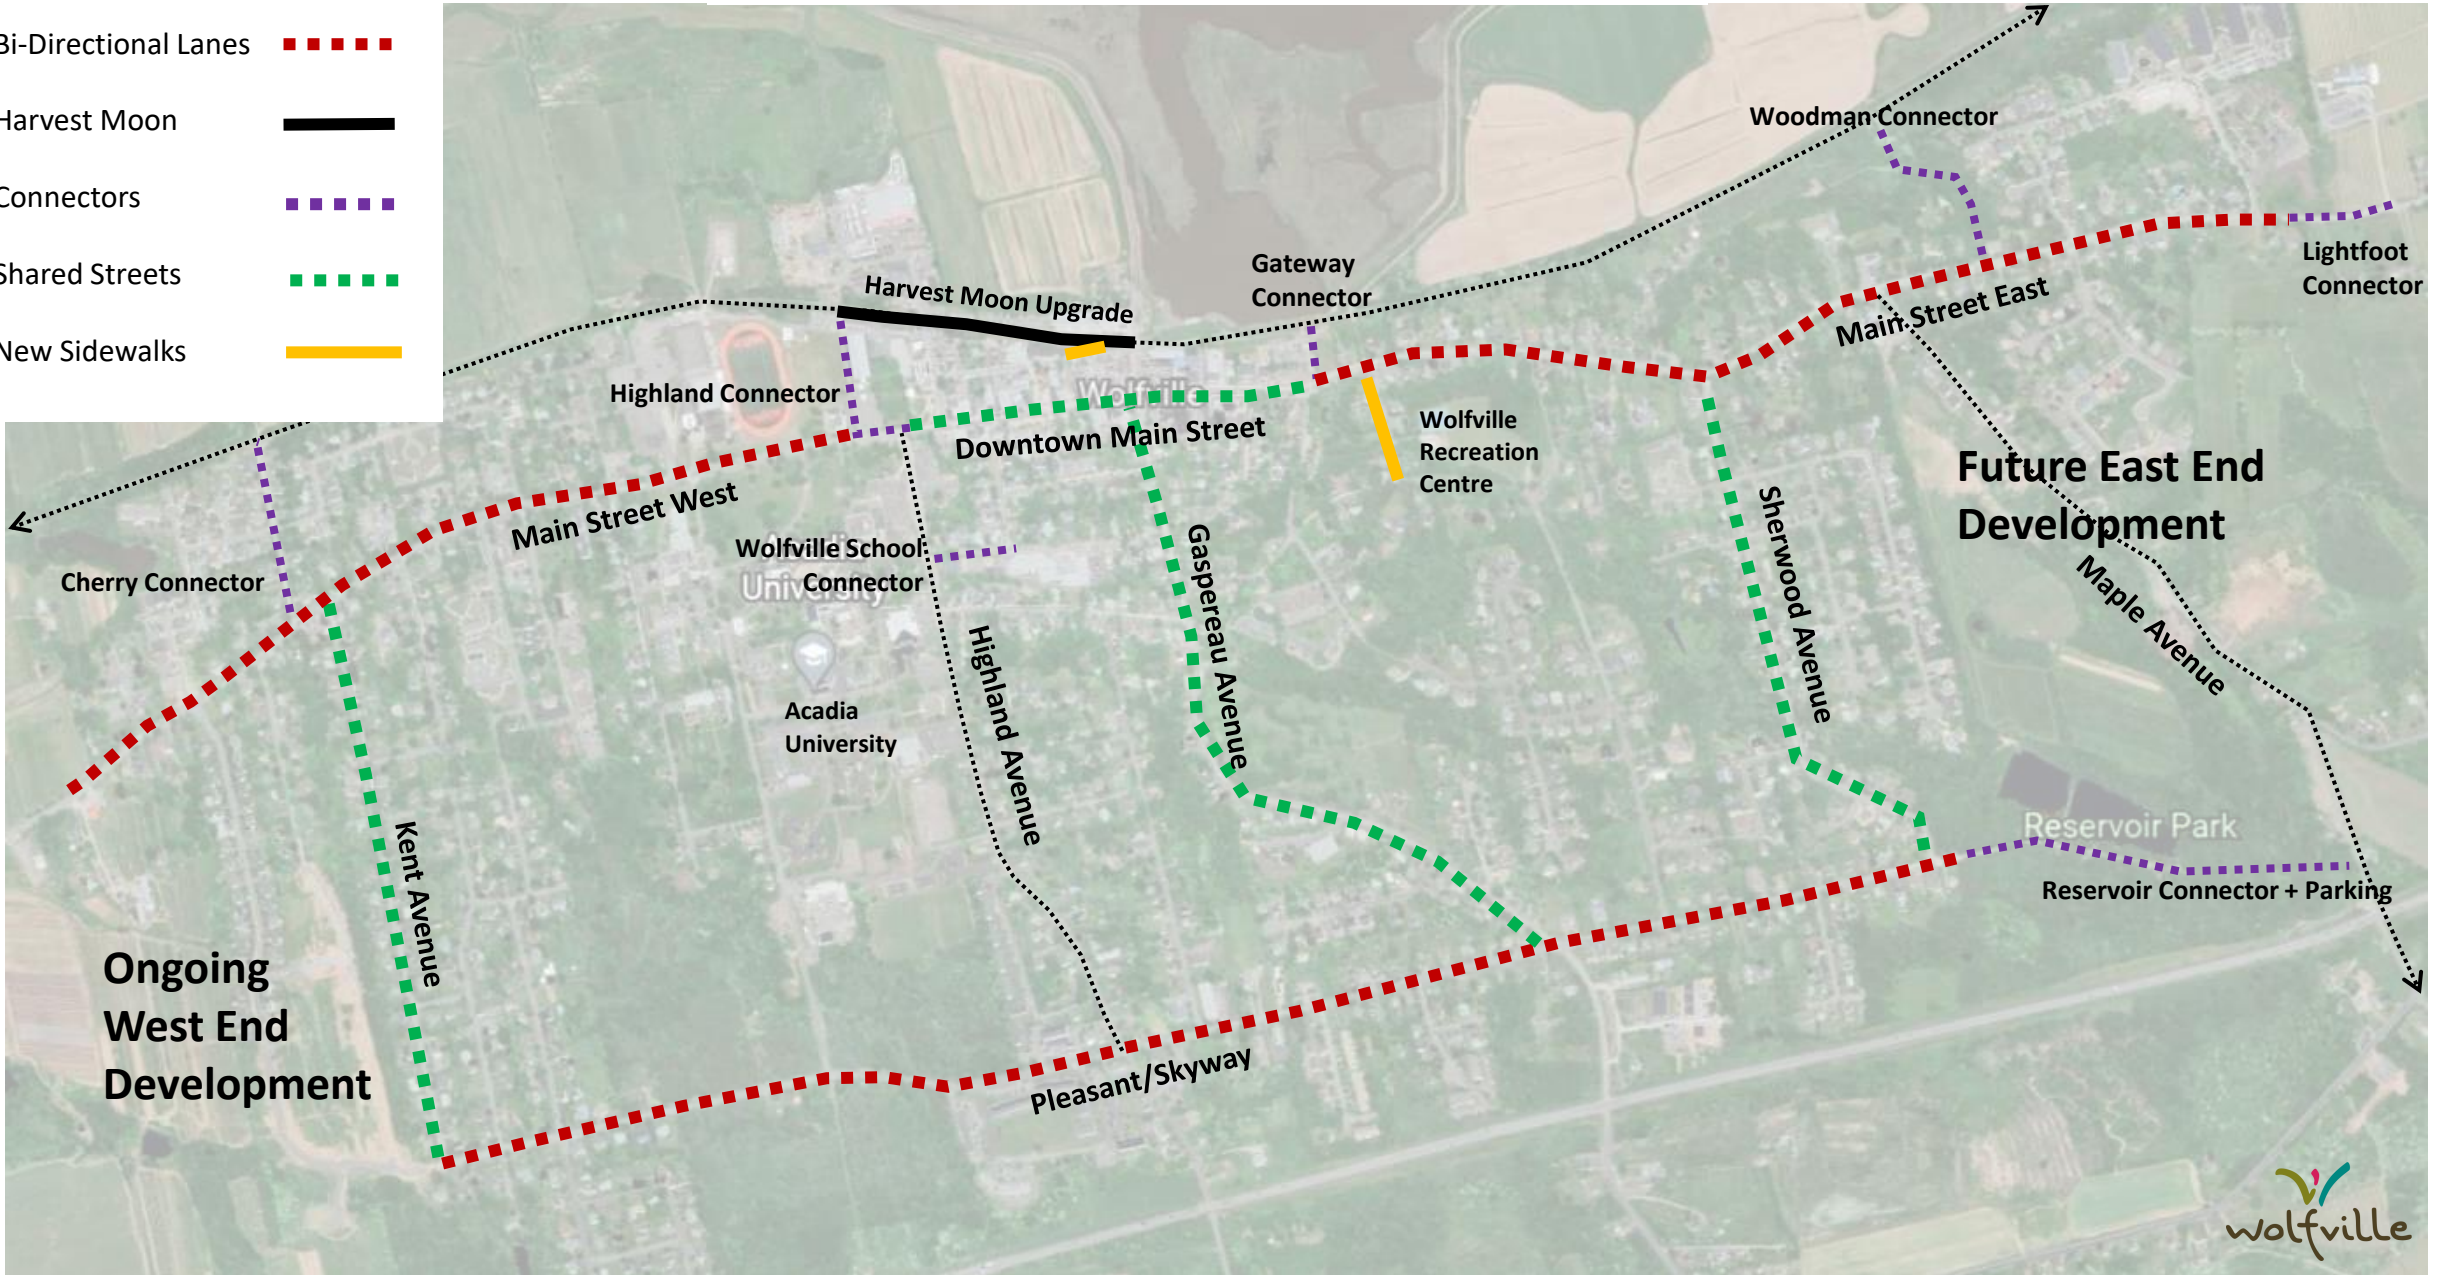 Bi-Directional Lanes
Harvest Moon
Connectors
Shared Streets
New Sidewalks
Woodman Connector
Gateway
Connector
Lightfoot
Connector
Harvest Moon Upgrade
Main Street East
Highland Connector
Wolfville
Downtown Main Street
Wolfville
Recreation
Centre
Future East End
Development
Main Street West
Sherwood Avenue
Wolfville School
Connector
Acadia
University
Cherry Connector
Gaspereau Avenue
Maple Avenue
Highland Avenue
Acadia
University
Kent Avenue
Reservoir Park
Reservoir Connector + Parking
Ongoing
West End
Development
Pleasant/Skyway
wolfville